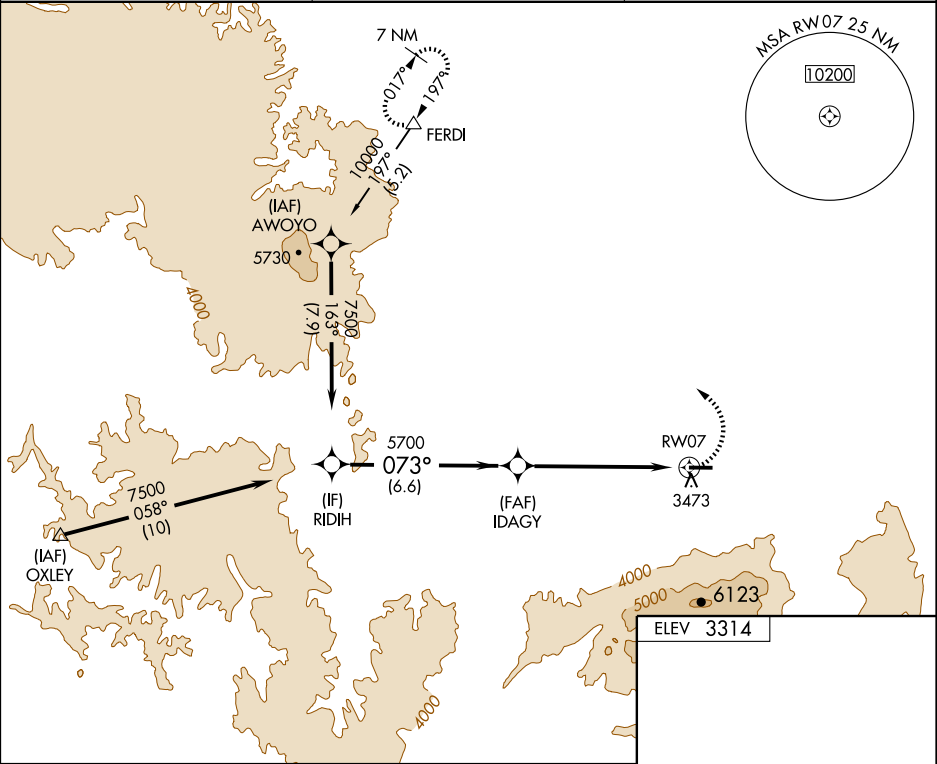 MSA RW07 25 NM
10200
7 NM
017°
197°
FERDI
10000
197°
(5.2)
(IAF)
AWOYO
5730
4000
7500
163°
(7.9)
5700
073°
(6.6)
RW07
3473
(IF)
RIDIH
(FAF)
IDAGY
7500
058°
(10)
(IAF)
OXLEY
4000
5000
6123
4000
ELEV 3314